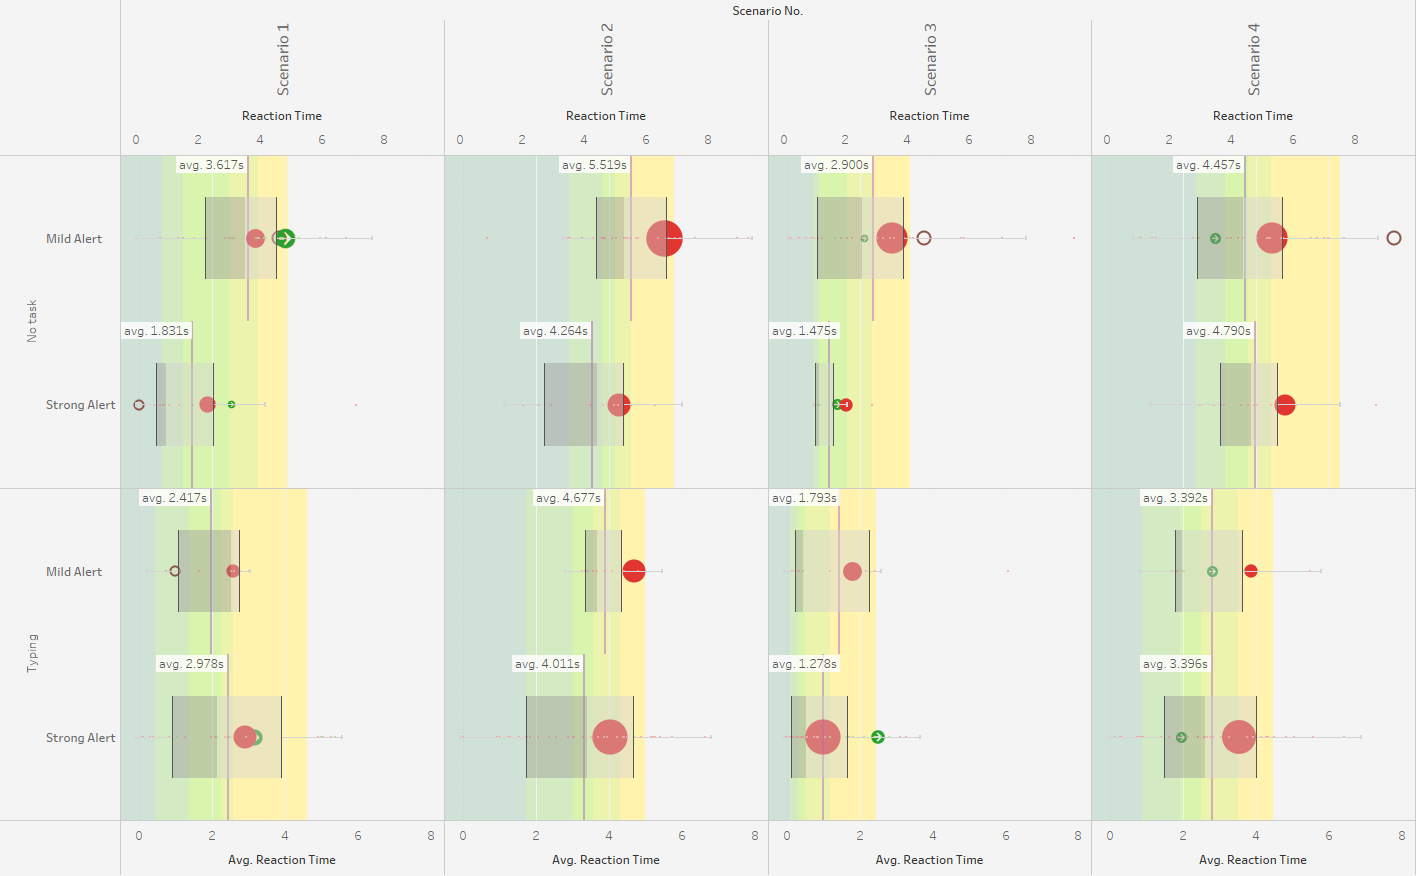 Scenario No.
Scenario 1
Scenario 2
Scenario 3
Scenario 4
Reaction Time Reaction Time Reaction Time Reaction Time
0 2 4 6 8 0 2 4 6 8 0 2 4 6 8 0 2 4 6 8
No task
avg. 3.617s avg. 5.519s avg. 2.900s avg. 4.457s
Mild Alert
avg. 1.831s avg. 4.264s avg. 1.475s avg. 4.790s
Strong Alert
Typing
avg. 2.417s avg. 4.677s avg. 1.793s avg. 3.392s
Mild Alert
avg. 2.978s avg. 4.011s avg. 1.278s avg. 3.396s
Strong Alert
0 2 4 6 8 0 2 4 6 8 0 2 4 6 8 0 2 4 6 8
Avg. Reaction Time Avg. Reaction Time Avg. Reaction Time Avg. Reaction Time